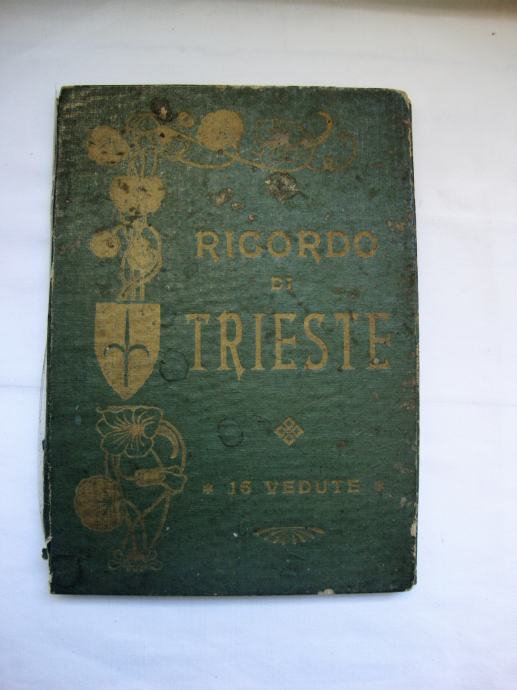 RICORDO
DI
TRIESTE
* 16 VEDUTE *